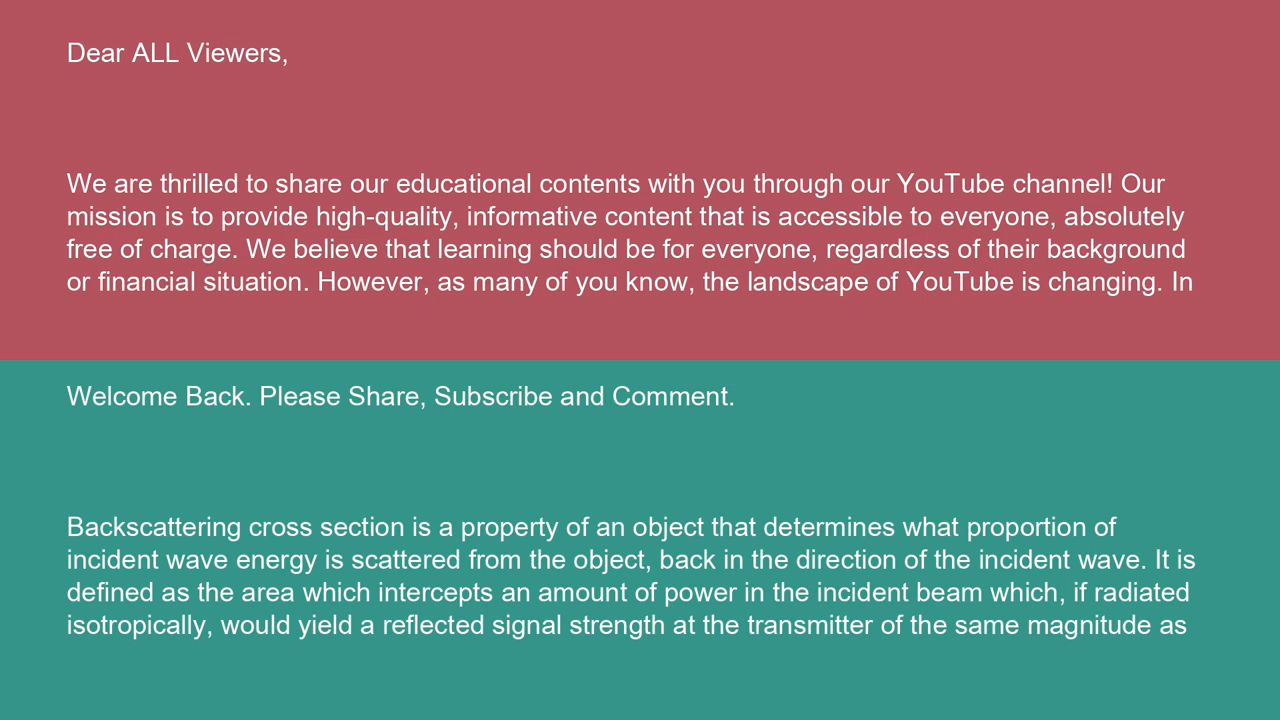 Dear ALL Viewers,
We are thrilled to share our educational contents with you through our YouTube channel! Our
mission is to provide high-quality, informative content that is accessible to everyone, absolutely
free of charge. We believe that learning should be for everyone, regardless of their background
or financial situation. However, as many of you know, the landscape of YouTube is changing. In
Welcome Back. Please Share, Subscribe and Comment.
Backscattering cross section is a property of an object that determines what proportion of
incident wave energy is scattered from the object, back in the direction of the incident wave. It is
defined as the area which intercepts an amount of power in the incident beam which, if radiated
isotropically, would yield a reflected signal strength at the transmitter of the same magnitude as